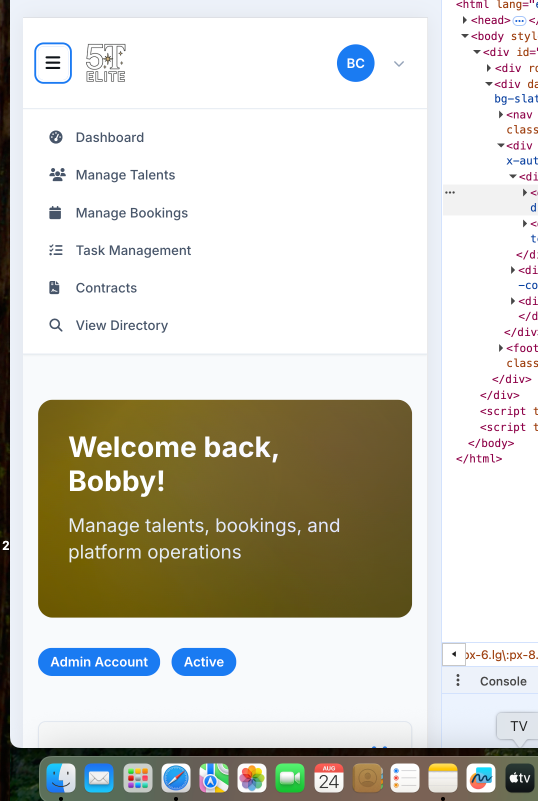 5T
ELITE
BC
Dashboard
Manage Talents
Manage Bookings
Task Management
Contracts
View Directory
Welcome back,
Bobby!
Manage talents, bookings, and
platform operations
Admin Account
Active
2
<html lang="e
<head> ⋯ </
<body styl
<div id="
<div ro
<div da
bg-slat
<nav
class
<div
x-aut
<di
<
d
<
t
</di
<di
-co
<di
</d
</div
<foot
class
</div>
</div>
<script t
<script t
</body>
</html>
px-6.lg\:px-8.
Console
TV
AUG
24
tv